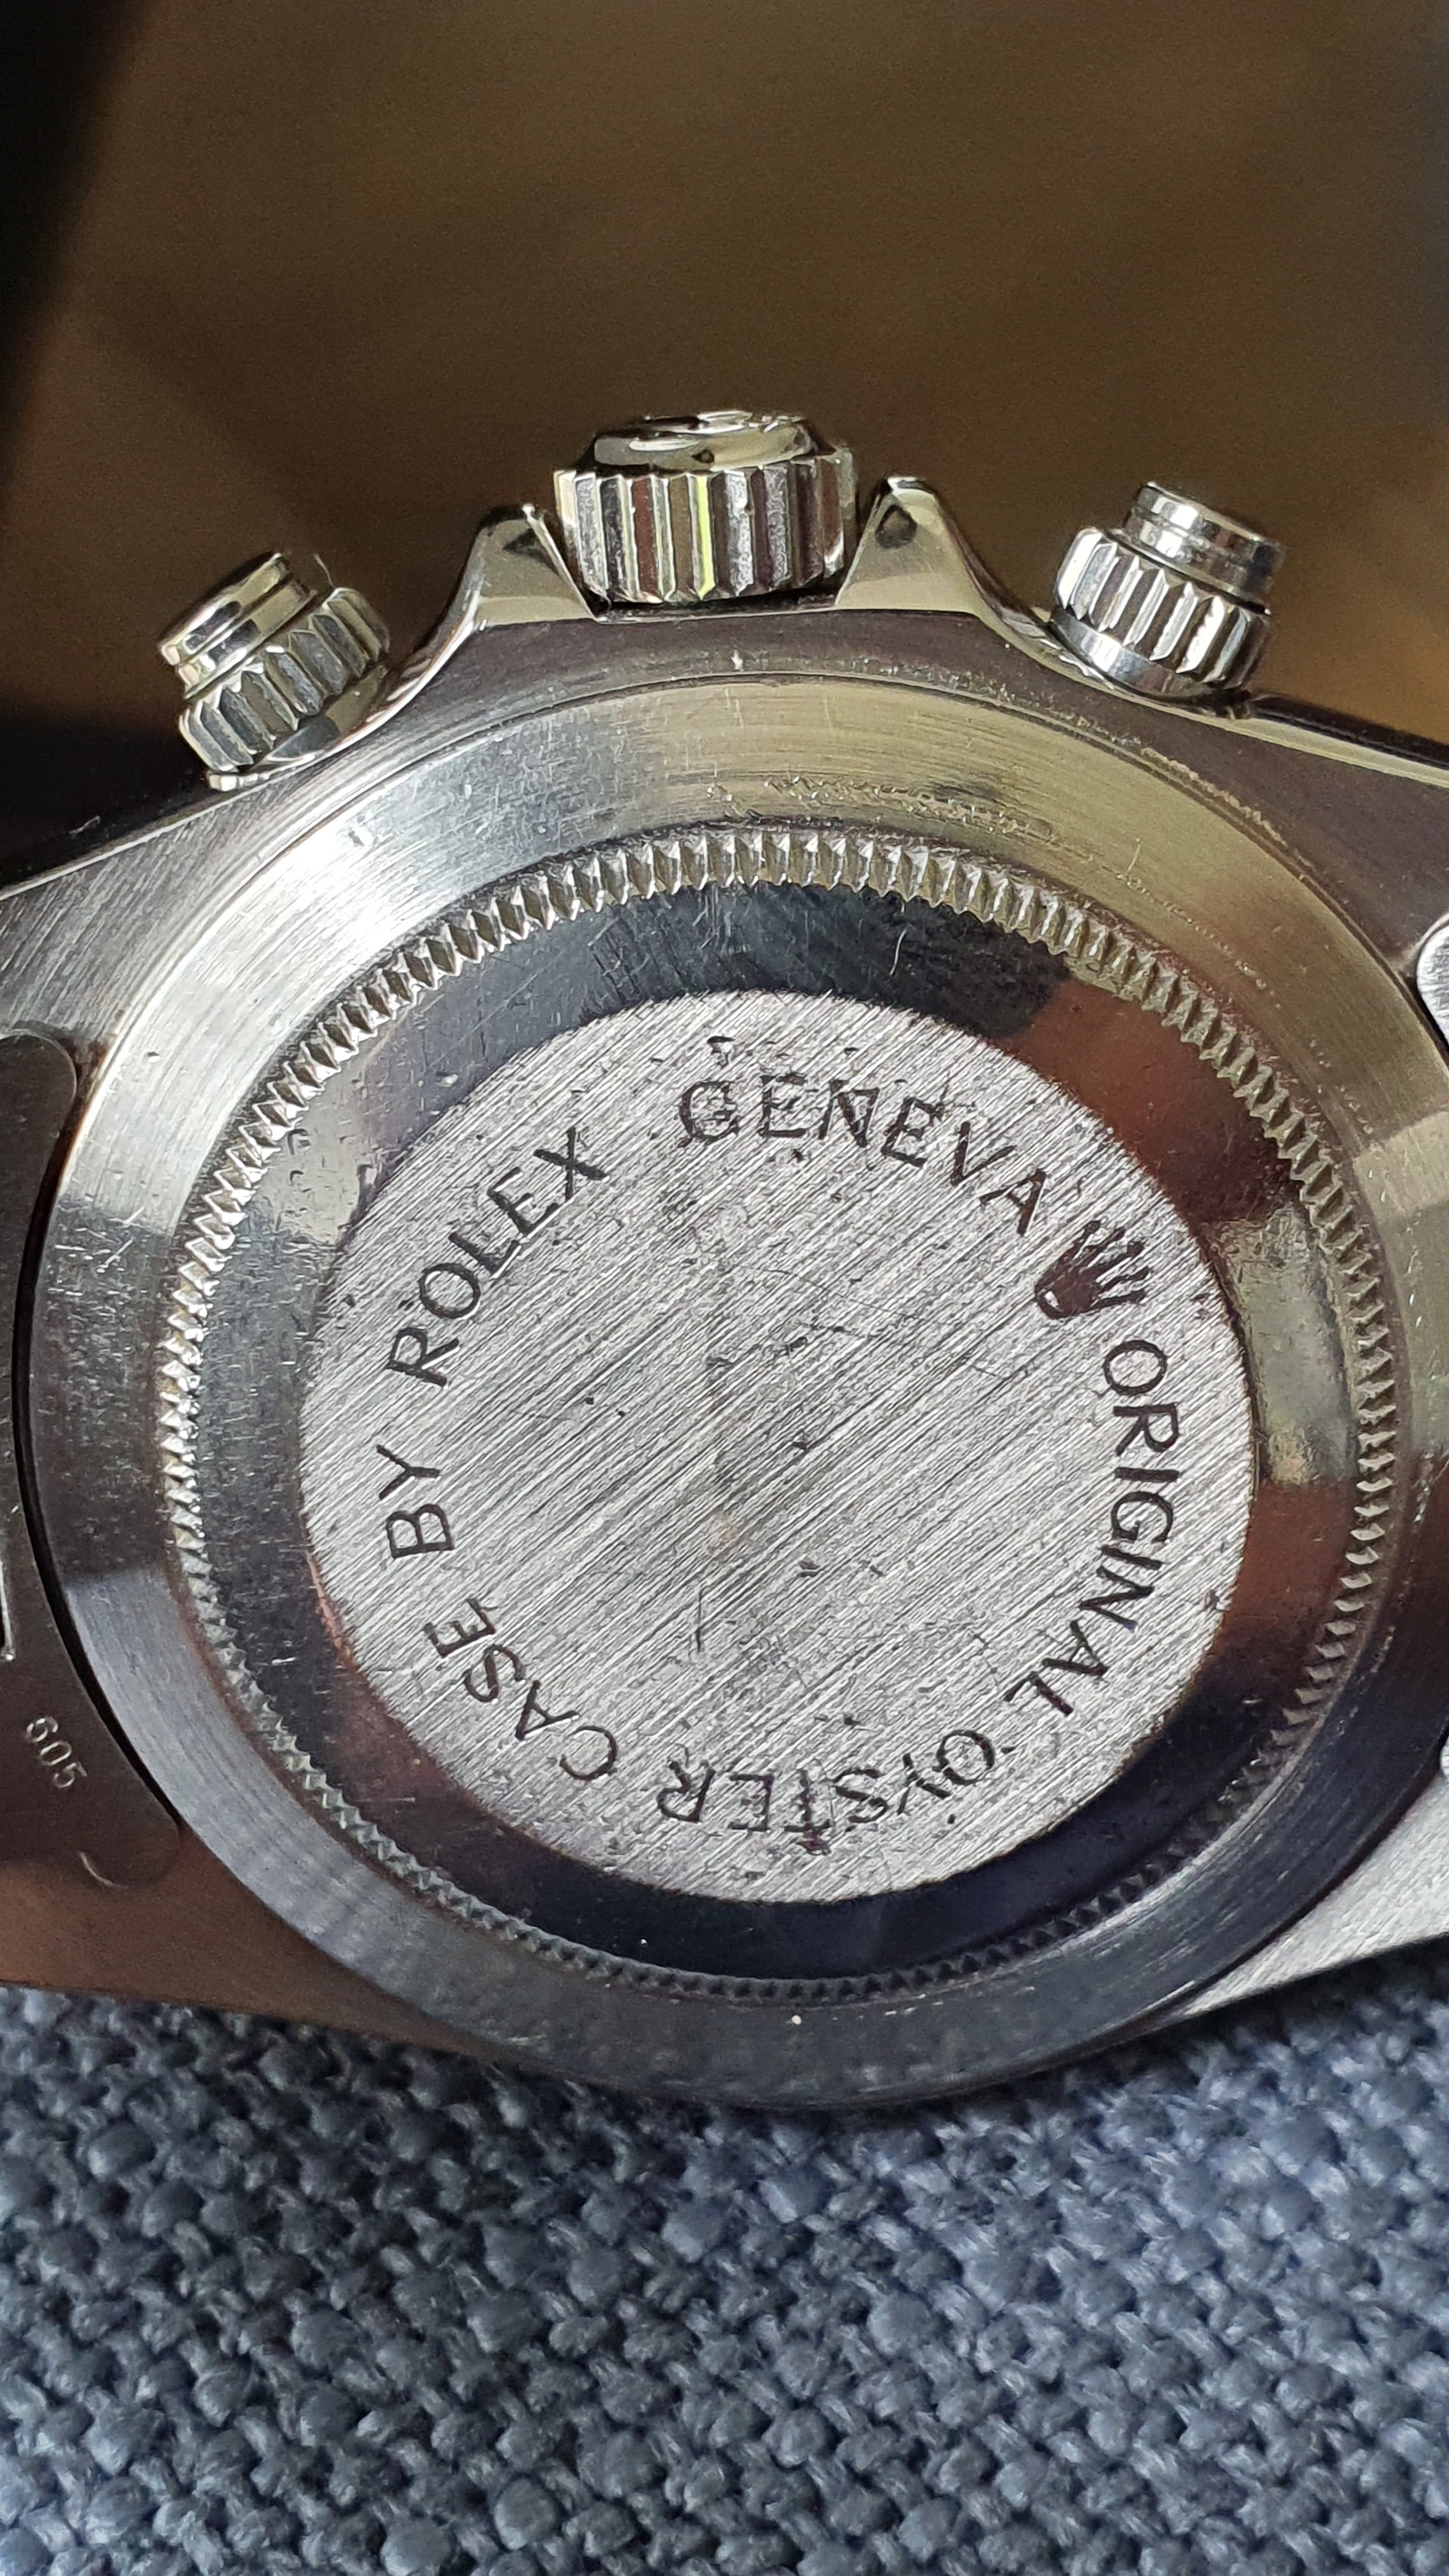 ORIGINAL OYSTER CASE BY ROLEX GENEVA
605